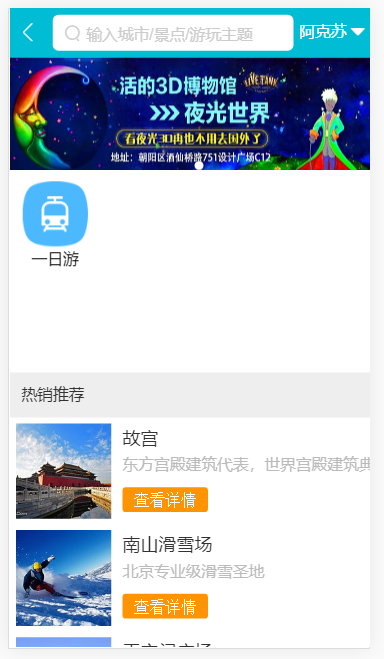 输入城市/景点/游玩主题
阿克苏
活的3D博物馆
LIVE TANK
夜光世界
看夜光3D再也不用去国外了
地址：朝阳区酒仙桥路751设计广场C12
一日游
热销推荐
故宫
东方宫殿建筑代表，世界宫殿建筑典
查看详情
南山滑雪场
北京专业级滑雪圣地
查看详情